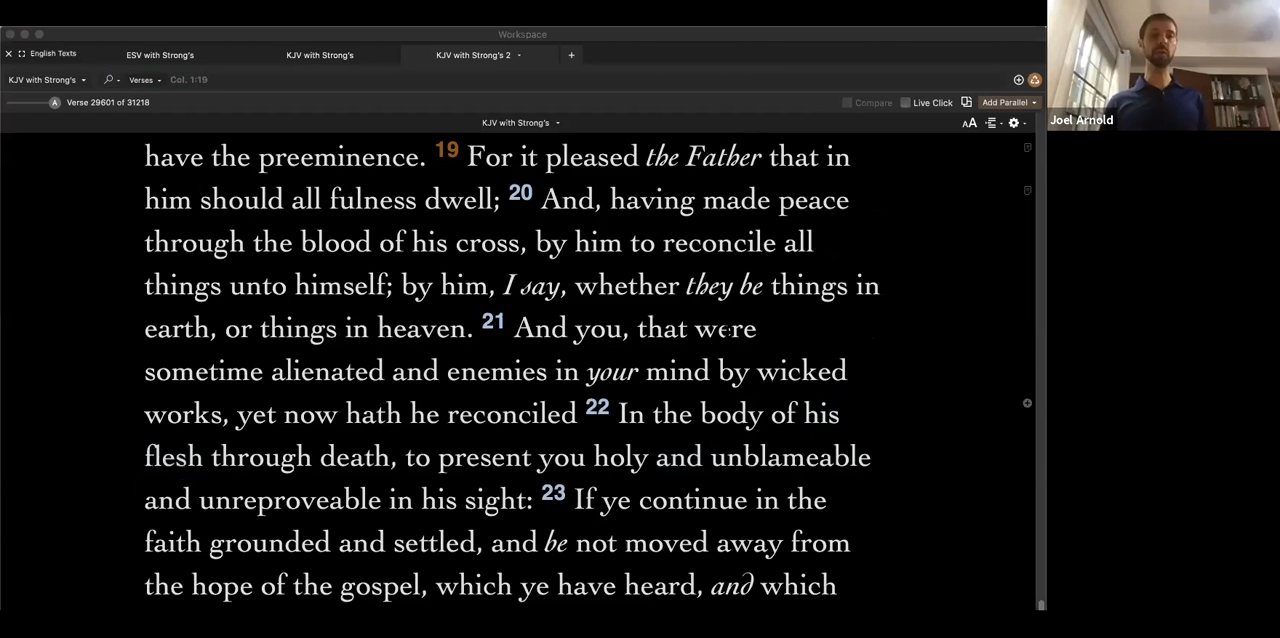 Workspace
English Texts
ESV with Strong's
KJV with Strong's
KJV with Strong's 2
+
KJV with Strong's
Verses
Col. 1:19
A
Verse 29601 of 31218
Compare
Live Click
Add Parallel
KJV with Strong's
AA
Joel Arnold
have the preeminence. 19 For it pleased the Father that in
him should all fulness dwell; 20 And, having made peace
through the blood of his cross, by him to reconcile all
things unto himself; by him, I say, whether they be things in
earth, or things in heaven. 21 And you, that were
sometime alienated and enemies in your mind by wicked
works, yet now hath he reconciled 22 In the body of his
flesh through death, to present you holy and unblameable
and unreproveable in his sight: 23 If ye continue in the
faith grounded and settled, and be not moved away from
the hope of the gospel, which ye have heard, and which